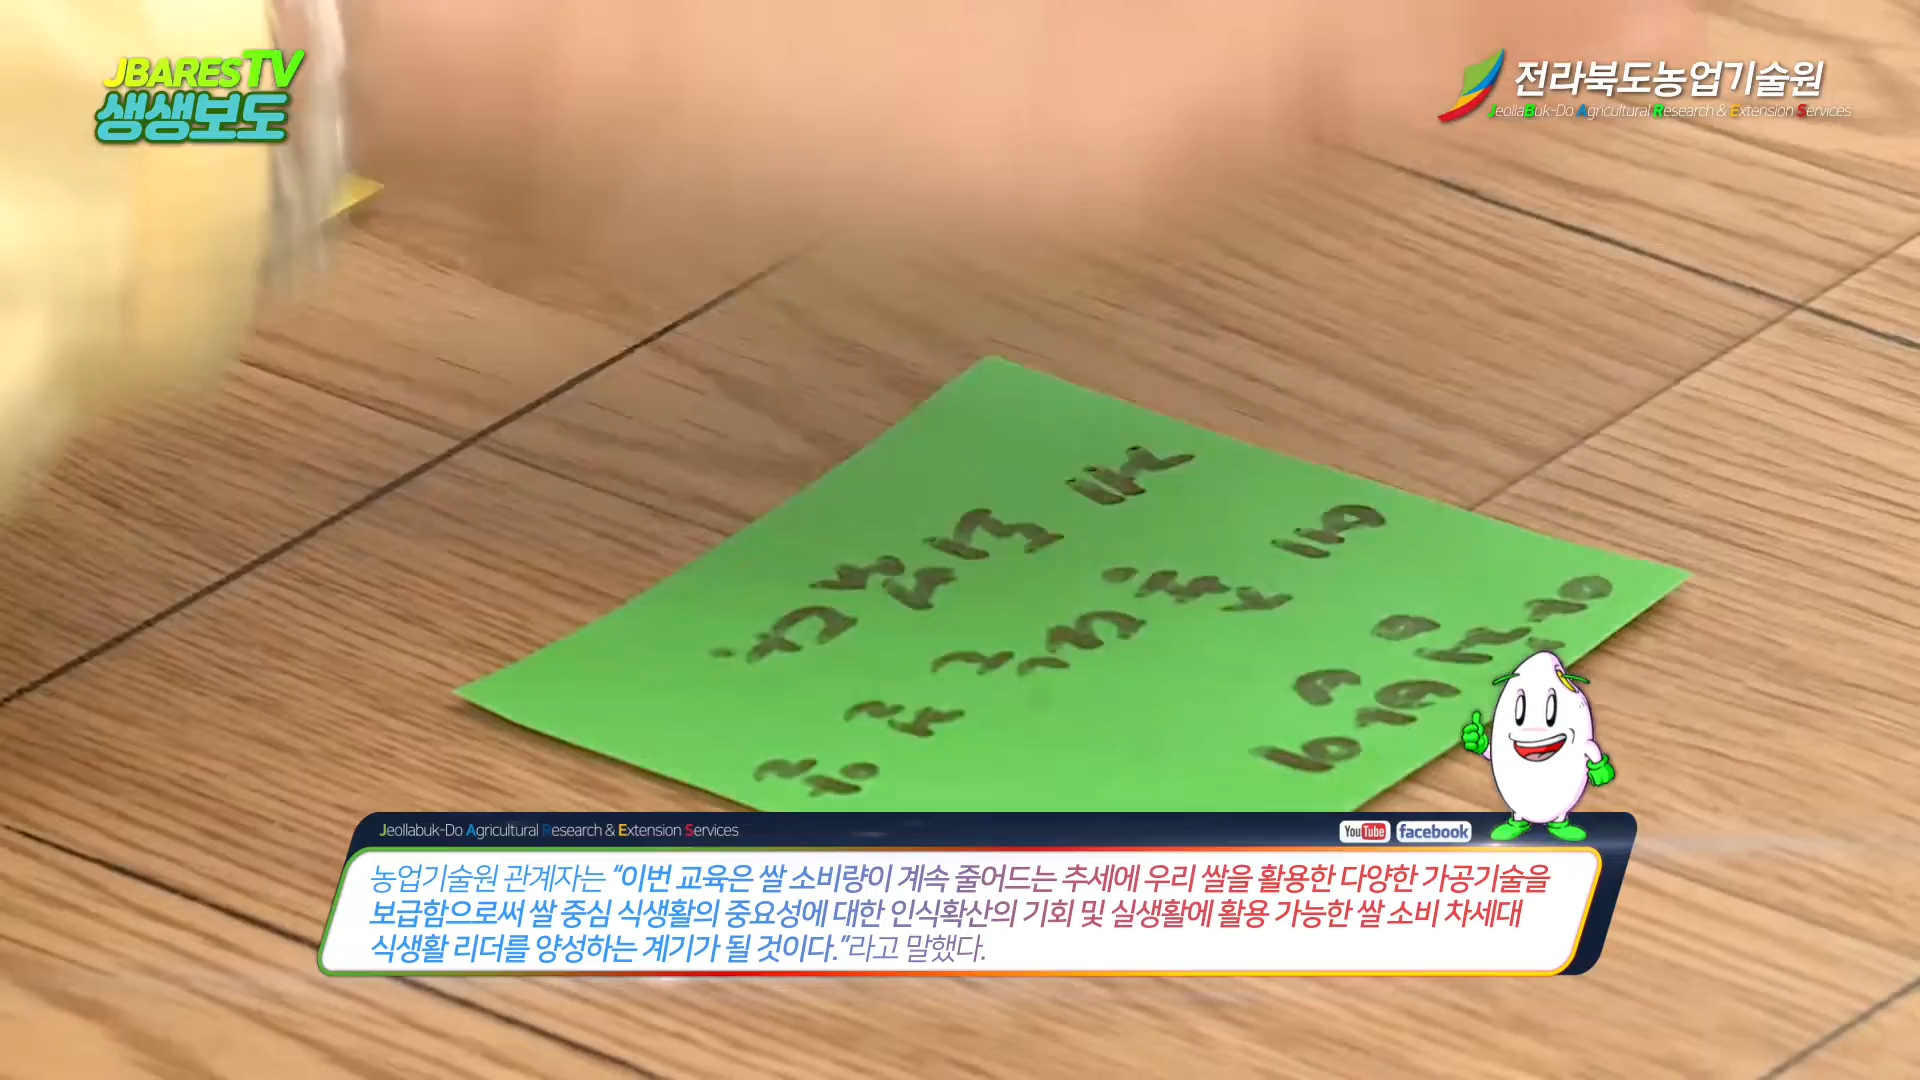 JBARES TV
생생보도
전라북도농업기술원
JeollaBuk-Do Agricultural Research & Extension Services
Jeollabuk-Do Agricultural Research & Extension Services
YouTube facebook
농업기술원 관계자는 “이번 교육은 쌀 소비량이 계속 줄어드는 추세에 우리 쌀을 활용한 다양한 가공기술을
보급함으로써 쌀 중심 식생활의 중요성에 대한 인식확산의 기회 및 실생활에 활용 가능한 쌀 소비 차세대
식생활 리더를 양성하는 계기가 될 것이다.”라고 말했다.